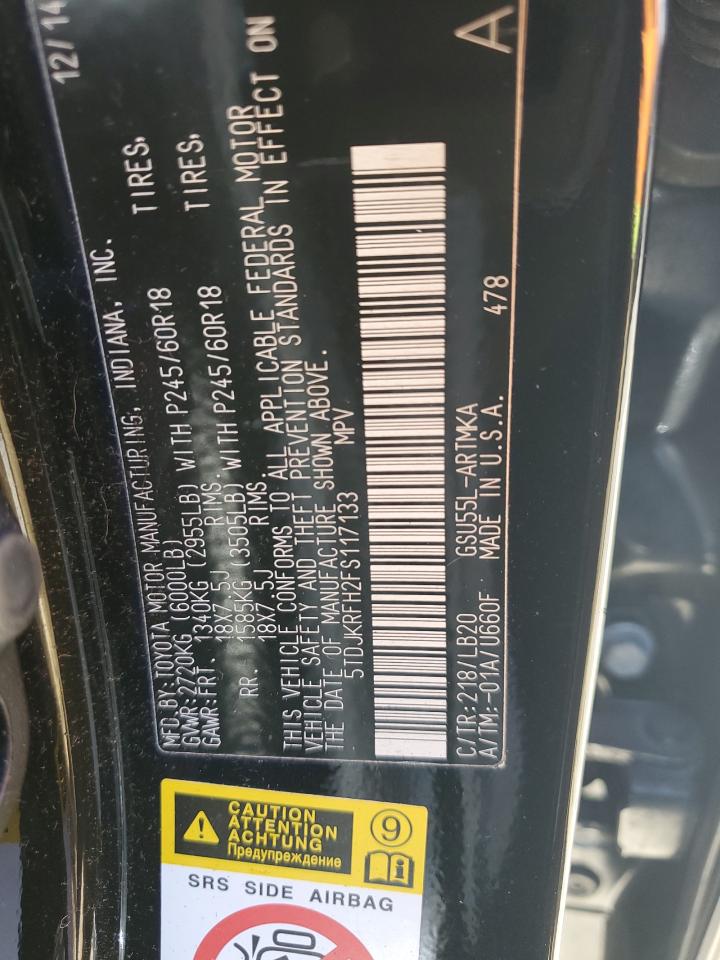 MFD.BY:TOYOTA MOTOR MANUFACTURING, INDIANA, INC. 12/14
GVWR:2720KG (6000LB)
GAWR:FRT. 1340KG (2955LB) WITH P245/60R18 TIRES,
18X7.5J RIMS.
RR. 1585KG (3505LB) WITH P245/60R18 TIRES,
18X7.5J RIMS.
THIS VEHICLE CONFORMS TO ALL APPLICABLE FEDERAL MOTOR
VEHICLE SAFETY AND THEFT PREVENTION STANDARDS IN EFFECT ON
THE DATE OF MANUFACTURE SHOWN ABOVE.
5TDJKRFH2FS117133 MPV
C/TR:218/LB20 GSU55L-ARTMKA
A/TM:-01A/U660F MADE IN U.S.A. 478 A
CAUTION
ATTENTION
ACHTUNG
Предупреждение
9
i
SRS SIDE AIRBAG